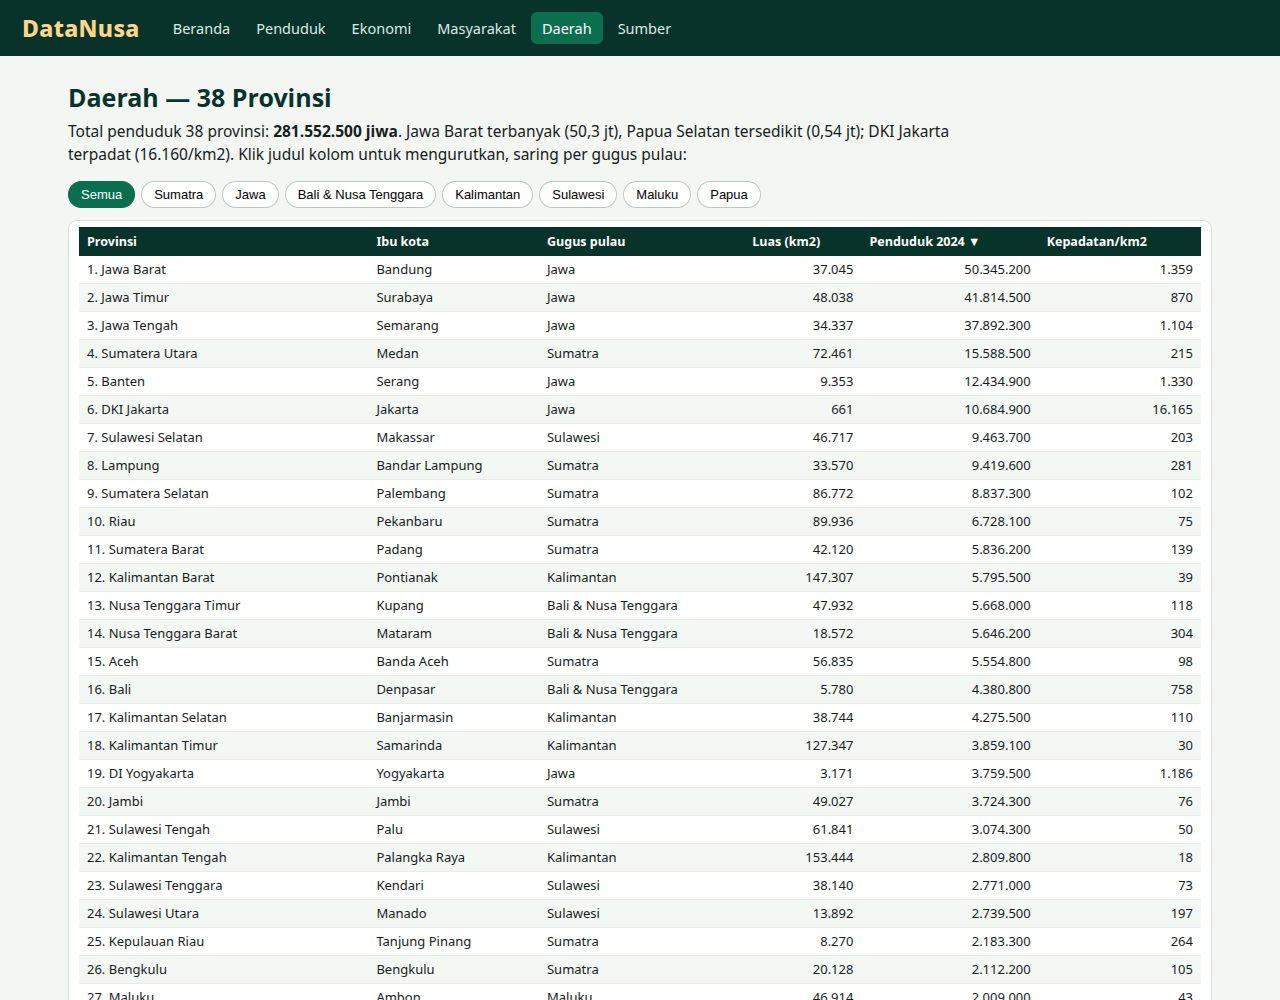 DataNusa Beranda Penduduk Ekonomi Masyarakat Daerah Sumber
Daerah — 38 Provinsi
Total penduduk 38 provinsi: 281.552.500 jiwa. Jawa Barat terbanyak (50,3 jt), Papua Selatan tersedikit (0,54 jt); DKI Jakarta
terpadat (16.160/km2). Klik judul kolom untuk mengurutkan, saring per gugus pulau:
Semua Sumatra Jawa Bali & Nusa Tenggara Kalimantan Sulawesi Maluku Papua
Provinsi Ibu kota Gugus pulau Luas (km2) Penduduk 2024 ▼ Kepadatan/km2
1. Jawa Barat Bandung Jawa 37.045 50.345.200 1.359
2. Jawa Timur Surabaya Jawa 48.038 41.814.500 870
3. Jawa Tengah Semarang Jawa 34.337 37.892.300 1.104
4. Sumatera Utara Medan Sumatra 72.461 15.588.500 215
5. Banten Serang Jawa 9.353 12.434.900 1.330
6. DKI Jakarta Jakarta Jawa 661 10.684.900 16.165
7. Sulawesi Selatan Makassar Sulawesi 46.717 9.463.700 203
8. Lampung Bandar Lampung Sumatra 33.570 9.419.600 281
9. Sumatera Selatan Palembang Sumatra 86.772 8.837.300 102
10. Riau Pekanbaru Sumatra 89.936 6.728.100 75
11. Sumatera Barat Padang Sumatra 42.120 5.836.200 139
12. Kalimantan Barat Pontianak Kalimantan 147.307 5.795.500 39
13. Nusa Tenggara Timur Kupang Bali & Nusa Tenggara 47.932 5.668.000 118
14. Nusa Tenggara Barat Mataram Bali & Nusa Tenggara 18.572 5.646.200 304
15. Aceh Banda Aceh Sumatra 56.835 5.554.800 98
16. Bali Denpasar Bali & Nusa Tenggara 5.780 4.380.800 758
17. Kalimantan Selatan Banjarmasin Kalimantan 38.744 4.275.500 110
18. Kalimantan Timur Samarinda Kalimantan 127.347 3.859.100 30
19. DI Yogyakarta Yogyakarta Jawa 3.171 3.759.500 1.186
20. Jambi Jambi Sumatra 49.027 3.724.300 76
21. Sulawesi Tengah Palu Sulawesi 61.841 3.074.300 50
22. Kalimantan Tengah Palangka Raya Kalimantan 153.444 2.809.800 18
23. Sulawesi Tenggara Kendari Sulawesi 38.140 2.771.000 73
24. Sulawesi Utara Manado Sulawesi 13.892 2.739.500 197
25. Kepulauan Riau Tanjung Pinang Sumatra 8.270 2.183.300 264
26. Bengkulu Bengkulu Sumatra 20.128 2.112.200 105
27. Maluku Ambon Maluku 46.914 2.009.000 43